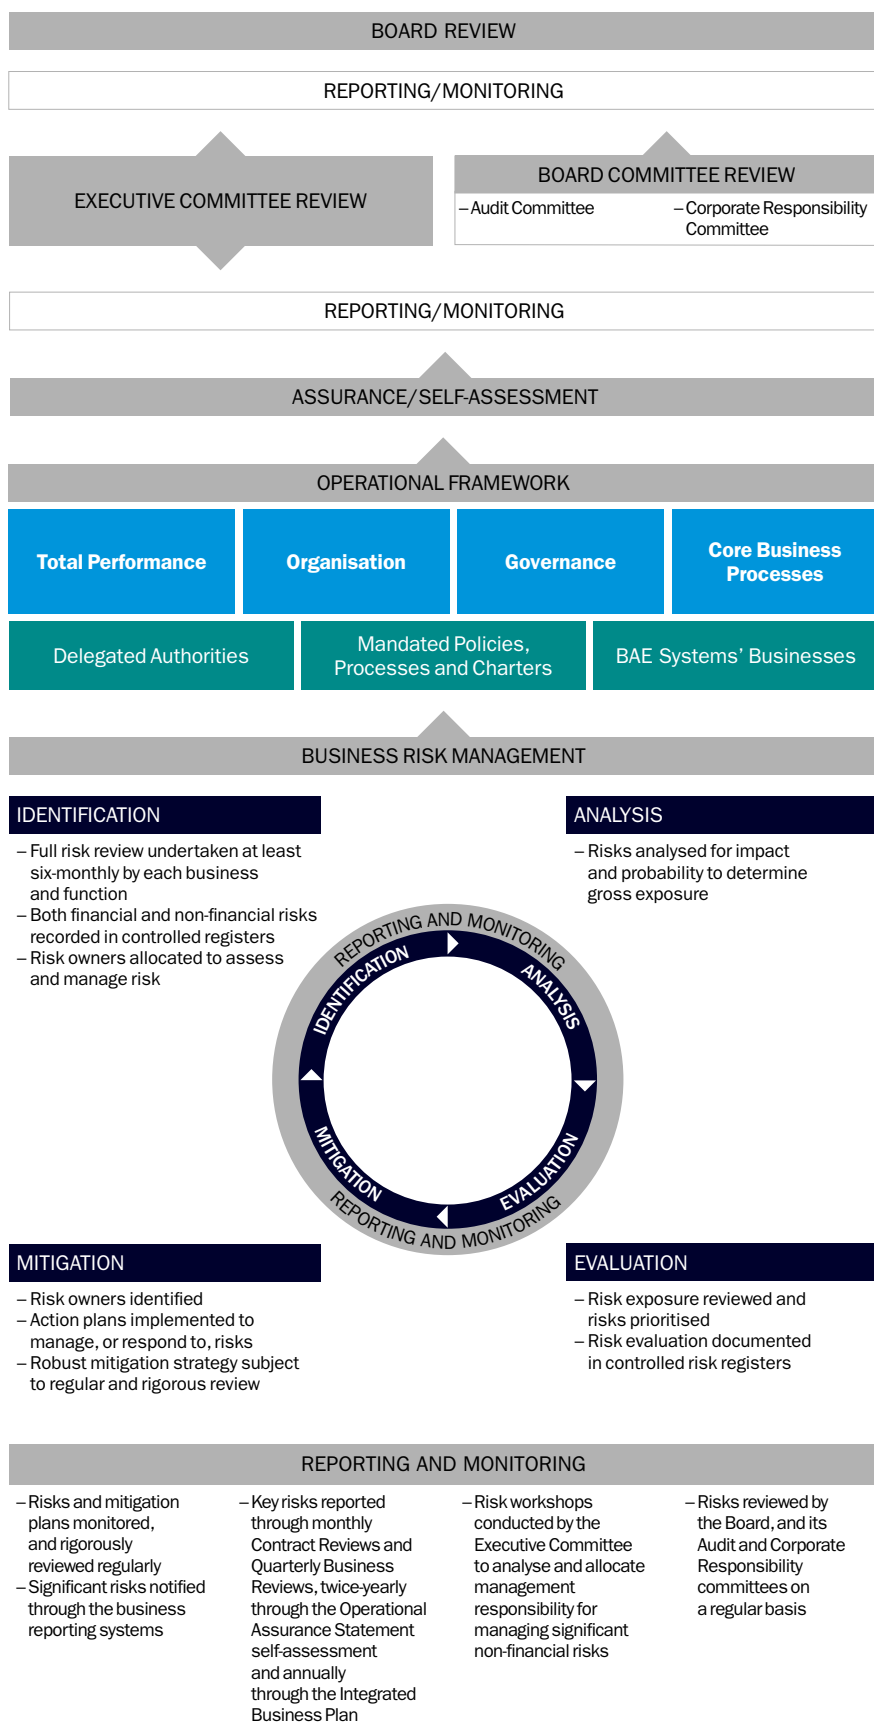 BOARD REVIEW
REPORTING/MONITORING
EXECUTIVE COMMITTEE REVIEW
BOARD COMMITTEE REVIEW
– Audit Committee
– Corporate Responsibility
Committee
REPORTING/MONITORING
ASSURANCE/SELF-ASSESSMENT
OPERATIONAL FRAMEWORK
Total Performance
Organisation
Governance
Core Business
Processes
Delegated Authorities
Mandated Policies,
Processes and Charters
BAE Systems’ Businesses
BUSINESS RISK MANAGEMENT
IDENTIFICATION
– Full risk review undertaken at least
six-monthly by each business
and function
– Both financial and non-financial risks
recorded in controlled registers
– Risk owners allocated to assess
and manage risk
ANALYSIS
– Risks analysed for impact
and probability to determine
gross exposure
REPORTING AND MONITORING
IDENTIFICATION
ANALYSIS
MITIGATION
EVALUATION
REPORTING AND MONITORING
MITIGATION
– Risk owners identified
– Action plans implemented to
manage, or respond to, risks
– Robust mitigation strategy subject
to regular and rigorous review
EVALUATION
– Risk exposure reviewed and
risks prioritised
– Risk evaluation documented
in controlled risk registers
REPORTING AND MONITORING
– Risks and mitigation
plans monitored,
and rigorously
reviewed regularly
– Significant risks notified
through the business
reporting systems
– Key risks reported
through monthly
Contract Reviews and
Quarterly Business
Reviews, twice-yearly
through the Operational
Assurance Statement
self-assessment
and annually
through the Integrated
Business Plan
– Risk workshops
conducted by the
Executive Committee
to analyse and allocate
management
responsibility for
managing significant
non-financial risks
– Risks reviewed by
the Board, and its
Audit and Corporate
Responsibility
committees on
a regular basis